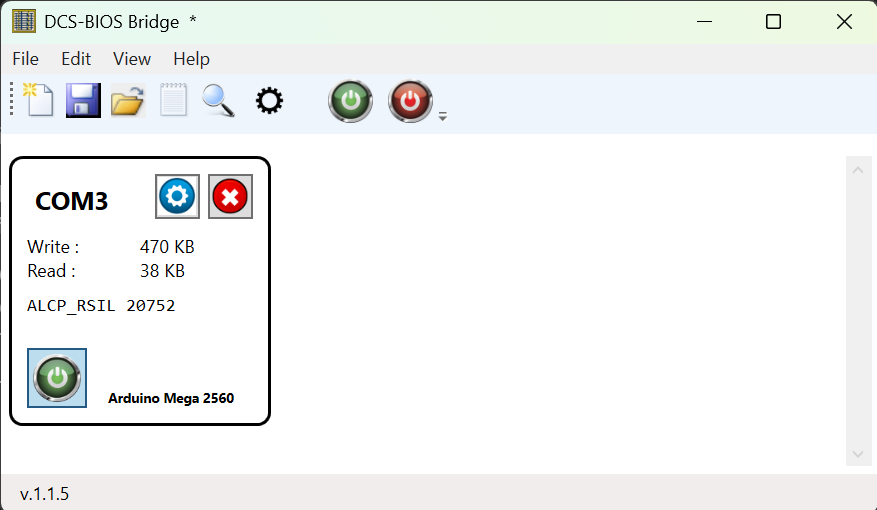 DCS-BIOS Bridge *
File Edit View Help
COM3
Write : 470 KB
Read : 38 KB
ALCP_RSIL 20752
Arduino Mega 2560
v.1.1.5